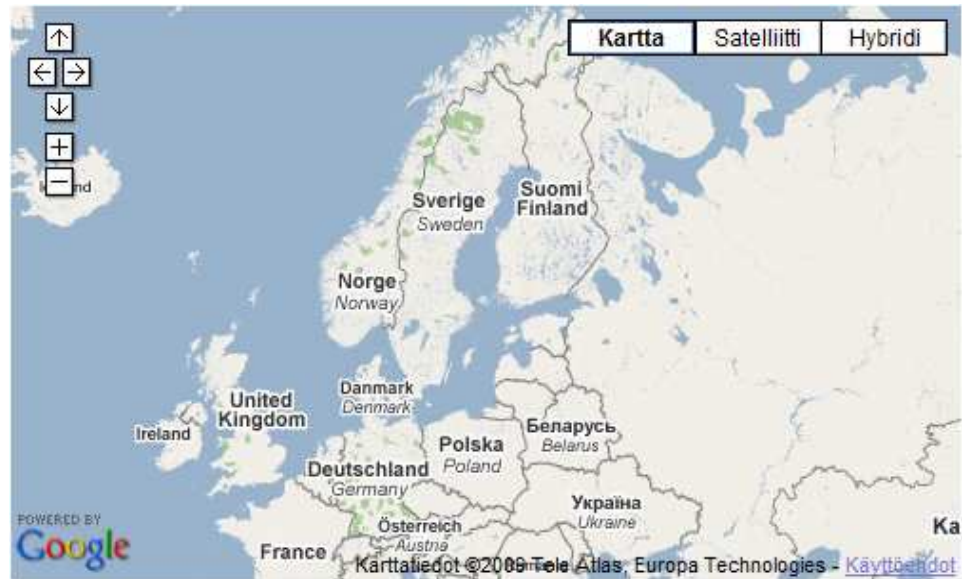 Kartta Satelliitti Hybridi
Suomi
Finland
Sverige
Sweden
Norge
Norway
Danmark
Denmark
United
Kingdom
Ireland
Беларусь
Belarus
Polska
Poland
Deutschland
Germany
Україна
Ukraine
Österreich
Austria
France
Ka
POWERED BY
Google
Karttatiedot ©2009 Tele Atlas, Europa Technologies - Käyttöehdot